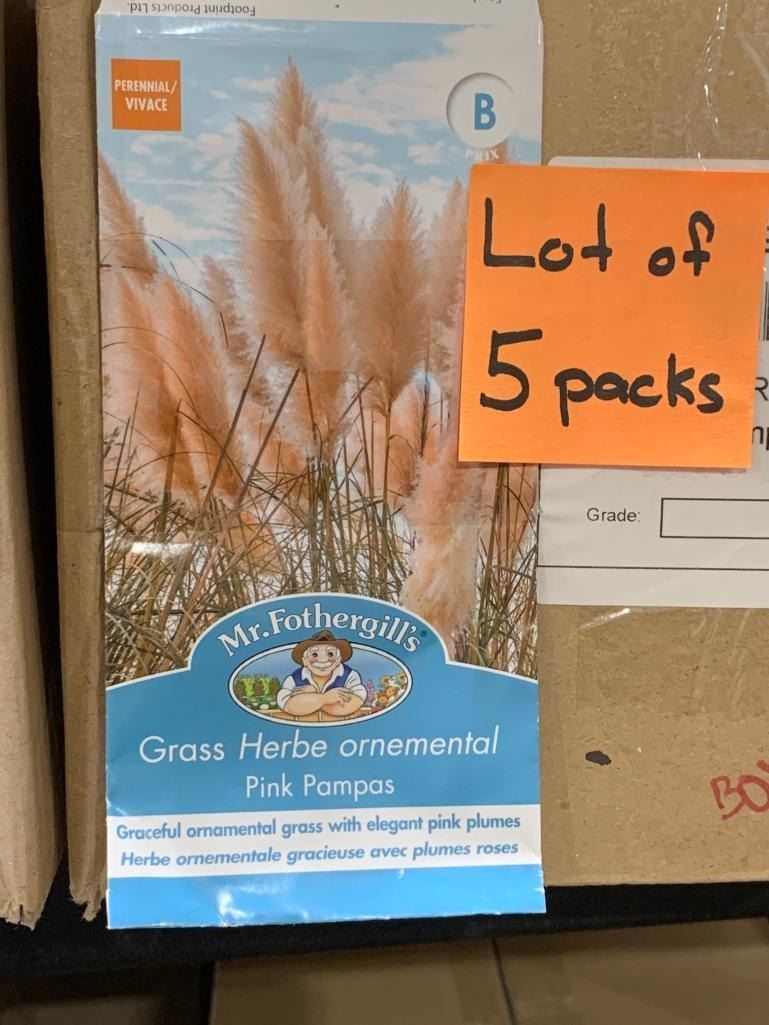 Footprint Products Ltd.
PERENNIAL/
VIVACE
B
PRIX
Lot of
5 packs
Grade:
Mr. Fothergill's®
Grass Herbe ornemental
Pink Pampas
Graceful ornamental grass with elegant pink plumes
Herbe ornementale gracieuse avec plumes roses